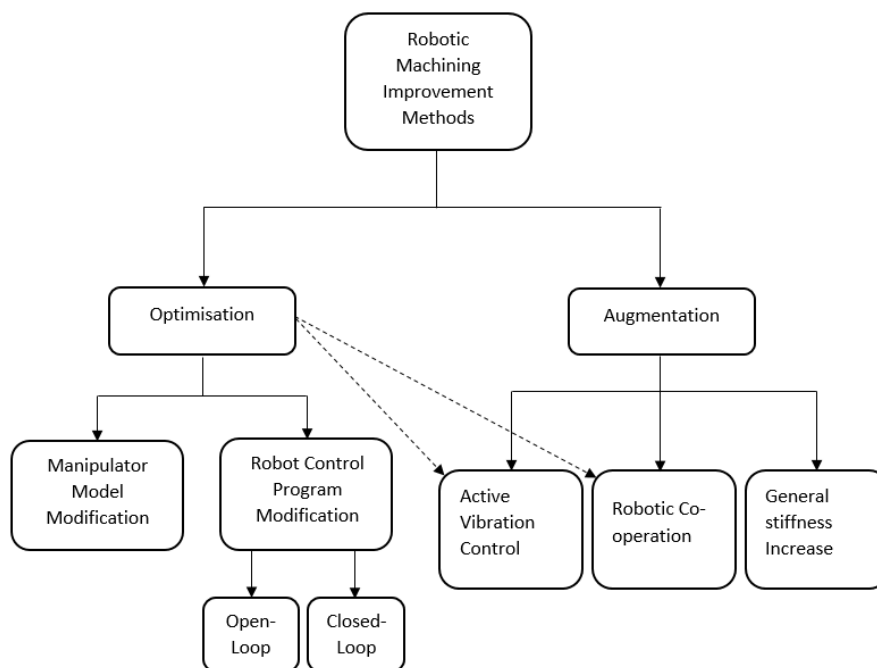 Robotic
Machining
Improvement
Methods
Optimisation
Augmentation
Manipulator
Model
Modification
Robot Control
Program
Modification
Active
Vibration
Control
Robotic Co-
operation
General
stiffness
Increase
Open-
Loop
Closed-
Loop